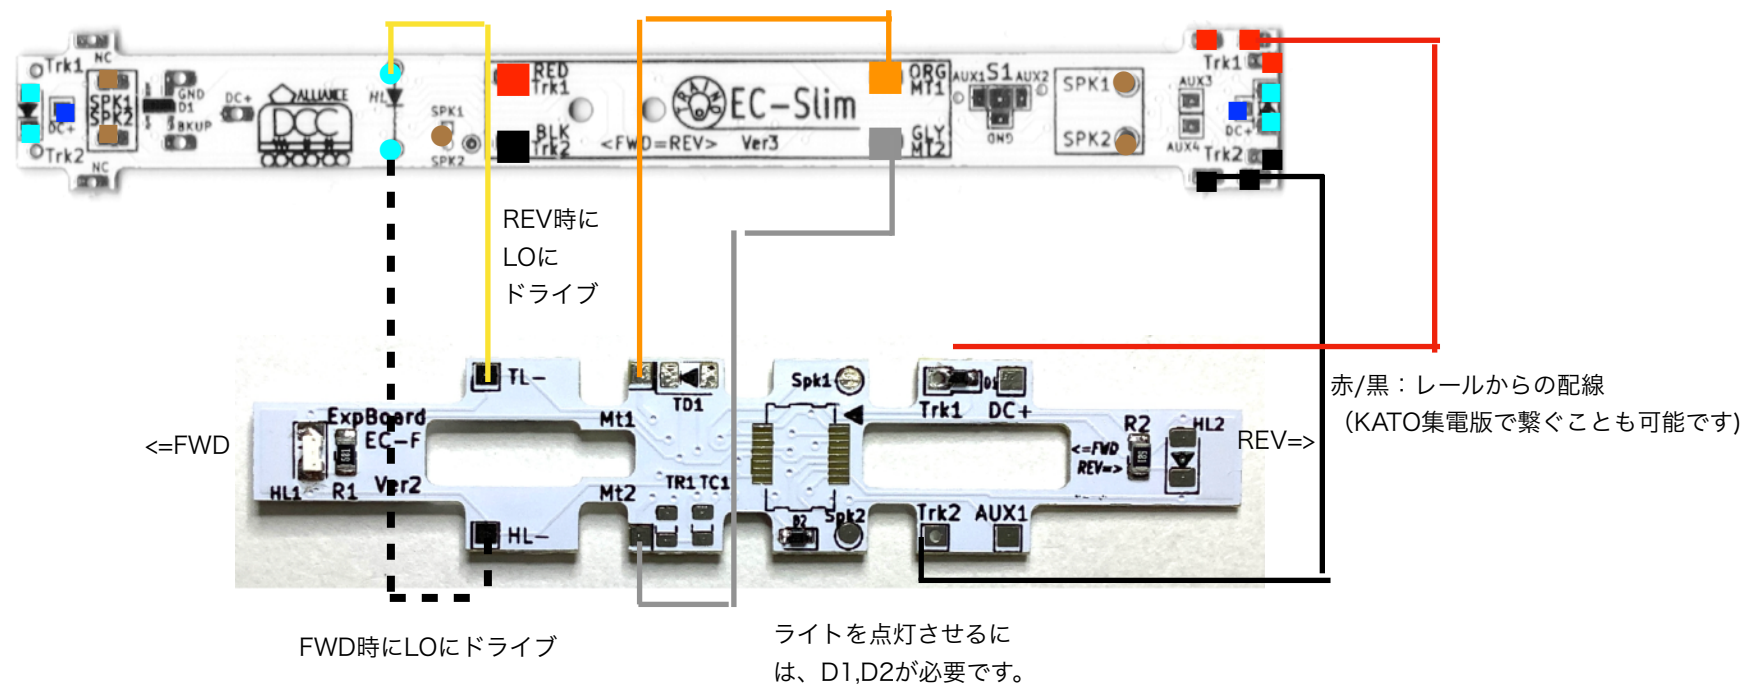 NC
Trk1
SPK1
SPK2
GND
D1
BKUP
DC+
DC+
Trk2
NC
ALLIANCE
DCC
HL
SPK1
SPK2
RED
Trk1
BLK
Trk2
TRAIN
EC-Slim
<FWD=REV> Ver3
ORG
MT1
GLY
MT2
AUX1 S1 AUX2
GND
SPK1
SPK2
AUX3
AUX4
Trk1
DC+
Trk2
REV時に
LOに
ドライブ
TL-
TD1
Spk1
D1
Trk1 DC+
赤/黒：レールからの配線
（KATO集電版で繋ぐことも可能です)
<=FWD
ExpBoard
EC-F
Ver2
HL1 R1
Mt1
Mt2
TR1 TC1
HL-
D2
Spk2
Trk2 AUX1
R2
HL2
<=FWD
REV=>
REV=>
FWD時にLOにドライブ
ライトを点灯させるに
は、D1,D2が必要です。